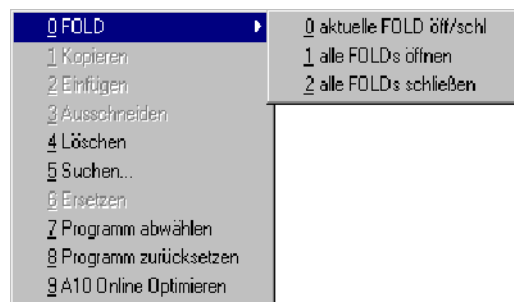 0 FOLD
1 Kopieren
2 Einfügen
3 Ausschneiden
4 Löschen
5 Suchen...
6 Ersetzen
7 Programm abwählen
8 Programm zurücksetzen
9 A10 Online Optimieren
0 aktuelle FOLD öff/schl
1 alle FOLDs öffnen
2 alle FOLDs schließen